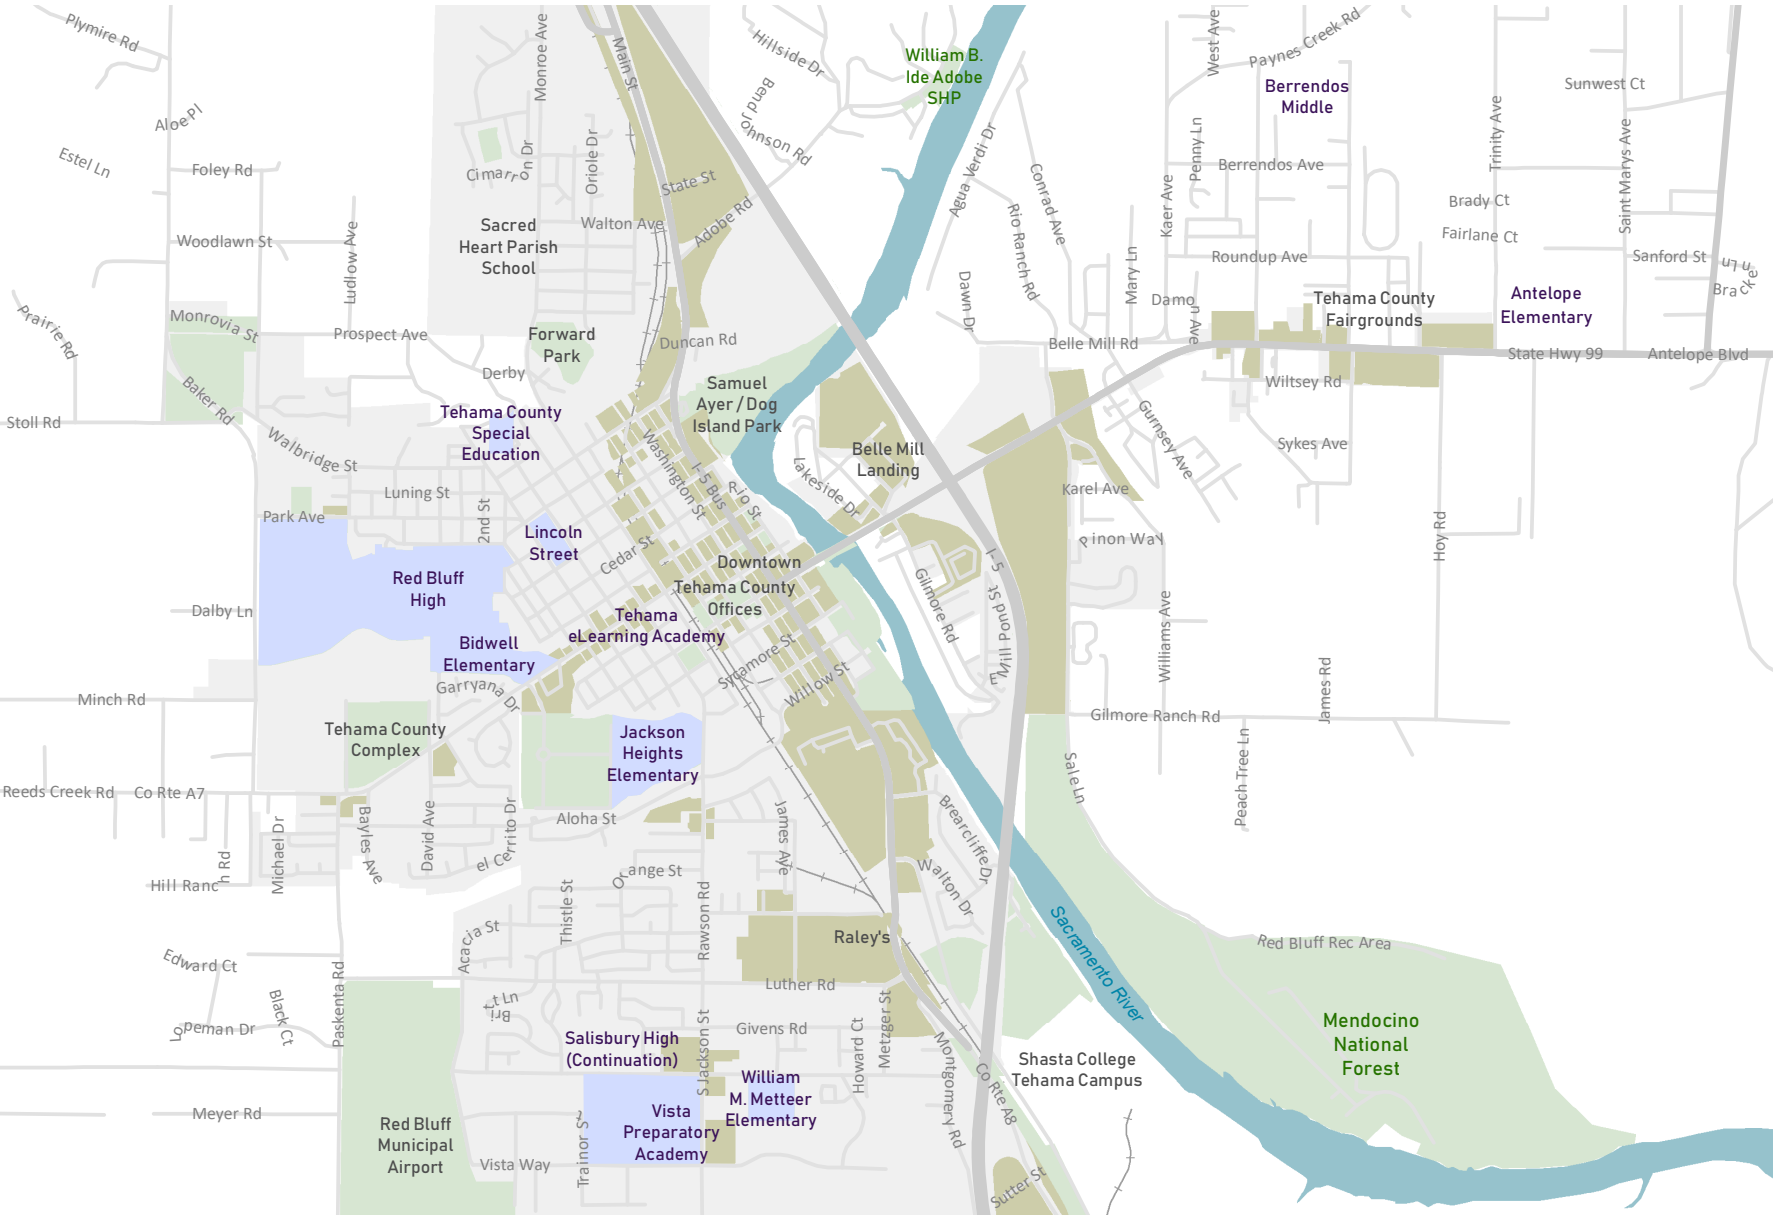 Plymire Rd
Monroe Ave
Main St
Hillside Dr
William B.
Ide Adobe
SHP
West Ave
Paynes Creek Rd
Berrendos
Middle
Sunwest Ct
Aloe Pl
Bend
Johnson Rd
Estel Ln
Foley Rd
Cimarron Dr
Oriole Dr
State St
Agua Verdi Dr
Conrad Ave
Penny Ln
Berrendos Ave
Trinity Ave
Saint Marys Ave
Sacred
Heart Parish
School
Walton Ave
Adobe Rd
Rio Ranch Rd
Kaer Ave
Brady Ct
Fairlane Ct
Woodlawn St
Ludlow Ave
Mary Ln
Roundup Ave
Sanford St
Dawn Dr
Damon Ave
Tehama County
Fairgrounds
Antelope
Elementary
Prairie Rd
Monrovia St
Prospect Ave
Forward
Park
Duncan Rd
Belle Mill Rd
State Hwy 99
Antelope Blvd
Derby
Baker Rd
Samuel
Ayer / Dog
Island Park
Wiltsey Rd
Stoll Rd
Tehama County
Special
Education
Walbridge St
Washington St
I- 5 Bus
Rio St
Belle Mill
Landing
Lakeside Dr
Gurnsey Ave
Sykes Ave
Luning St
2nd St
Karel Ave
Park Ave
Lincoln
Street
Cedar St
Pinon Way
Hoy Rd
Downtown
Tehama County
Offices
I- 5
Red Bluff
High
Gilmore Rd
E Mill Pond St
Dalby Ln
Tehama
eLearning Academy
Williams Ave
Bidwell
Elementary
Sycamore St
Willow St
James Rd
Minch Rd
Garryana Dr
Gilmore Ranch Rd
Tehama County
Complex
Jackson
Heights
Elementary
Sale Ln
Peach Tree Ln
Reeds Creek Rd
Co Rte A7
Bayles Ave
David Ave
el Cerrito Dr
Aloha St
James Aye
Brearcliffe Dr
Michael Dr
Hill Ranch Rd
Orange St
Walton Dr
Thistle St
Rawson Rd
Acacia St
Raley's
Sacramento River
Red Bluff Rec Area
Edward Ct
Paskenta Rd
Luther Rd
Black Ct
Lopeman Dr
Brijt Ln
Givens Rd
Howard Ct
Metzger St
Montgomery Rd
Salisbury High
(Continuation)
S Jackson St
Mendocino
National
Forest
Shasta College
Tehama Campus
Co Rte A8
William
M. Metteer
Elementary
Meyer Rd
Vista
Preparatory
Academy
Red Bluff
Municipal
Airport
Trainor St
Vista Way
Sutter St